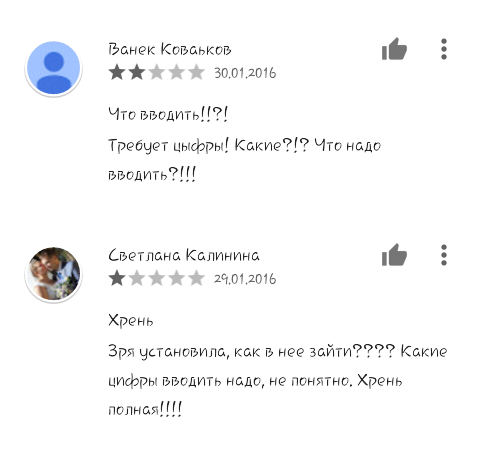 Ванек Коваьков
30.01.2016
Что вводить!!?!
Требует цыфры! Какие?!? Что надо
вводить?!!!
Светлана Калинина
29.01.2016
Хрень
Зря установила, как в нее зайти???? Какие
цифры вводить надо, не понятно. Хрень
полная!!!!